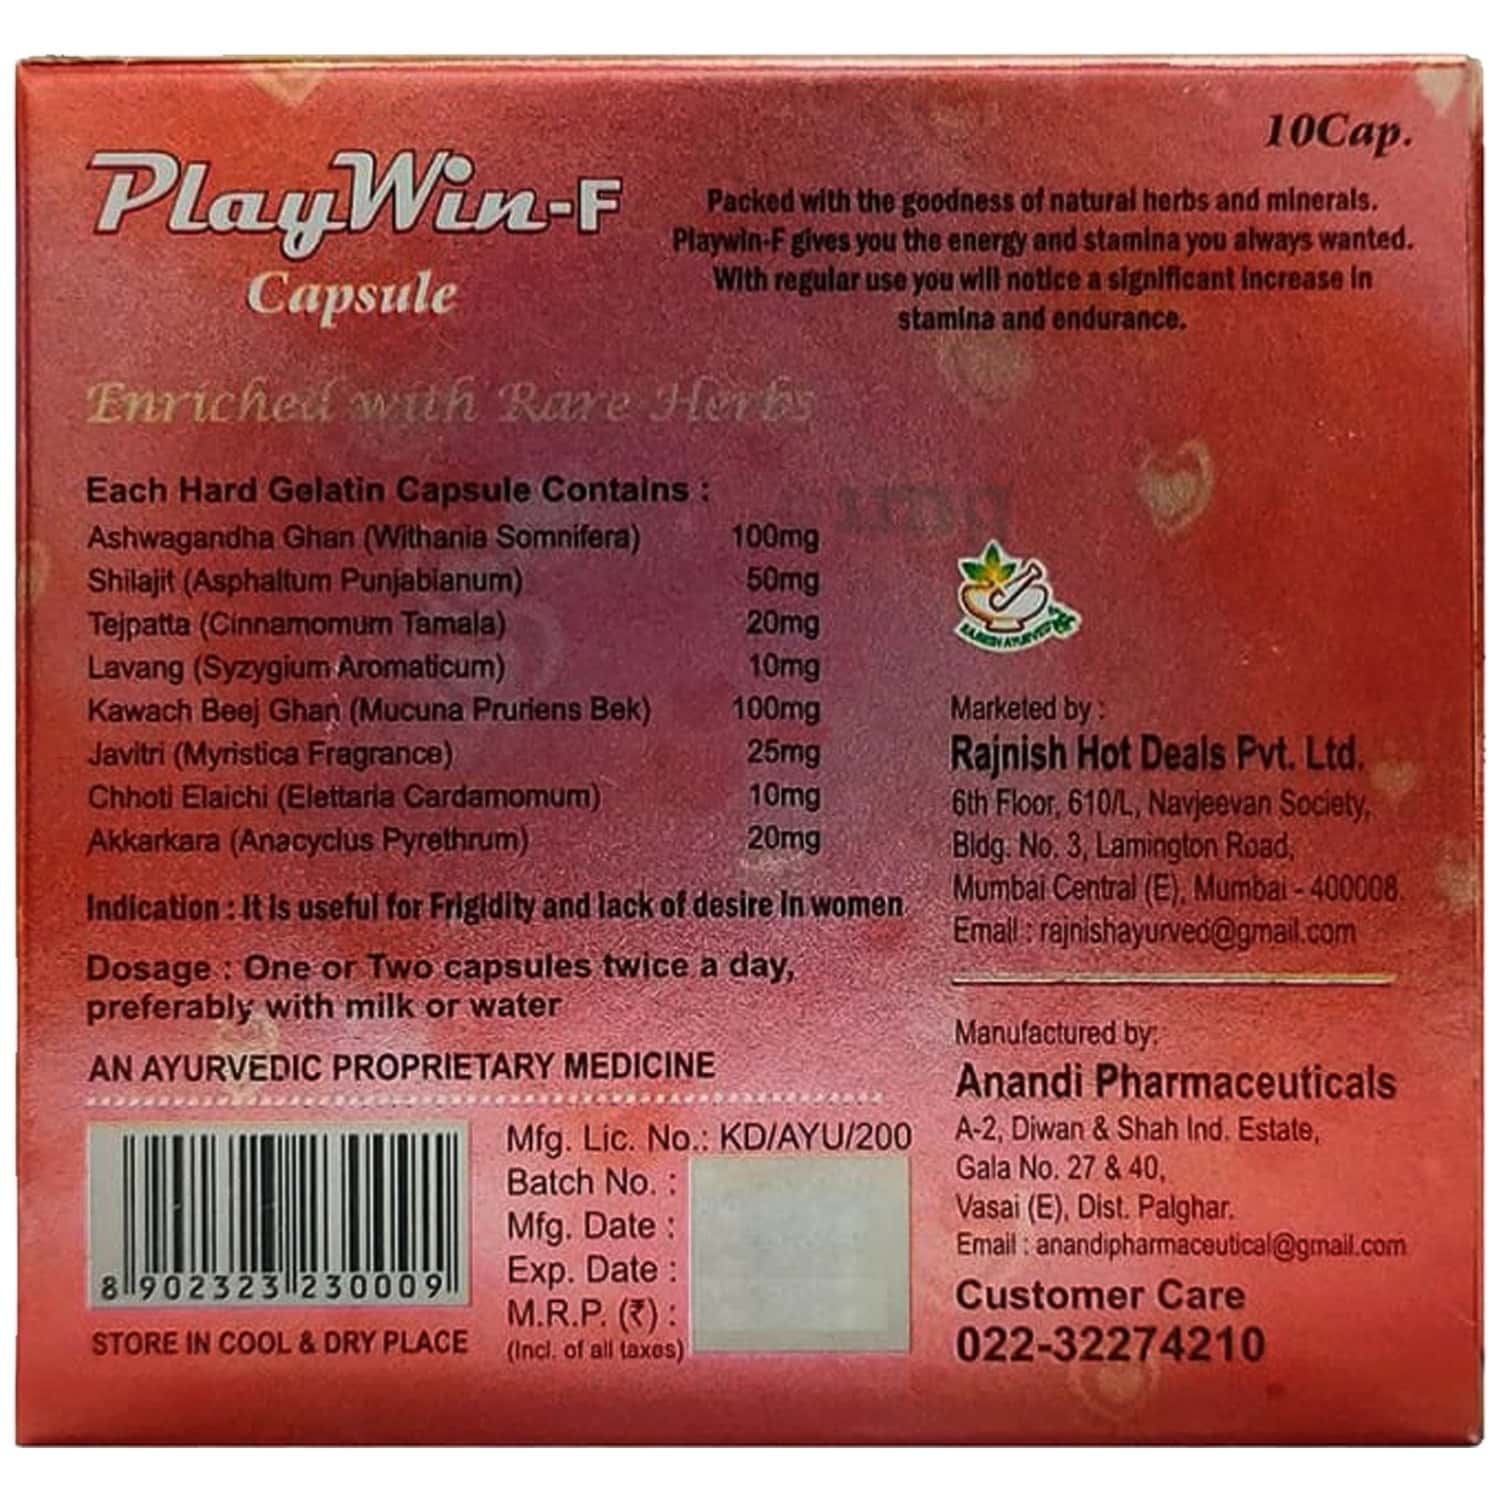 10Cap.
PlayWin-F
Capsule
Packed with the goodness of natural herbs and minerals.
Playwin-F gives you the energy and stamina you always wanted.
With regular use you will notice a significant increase in
stamina and endurance.
Enriched with Rare Herbs
Each Hard Gelatin Capsule Contains :
Ashwagandha Ghan (Withania Somnifera) 100mg
Shilajit (Asphaltum Punjabianum) 50mg
Tejpatta (Cinnamomum Tamala) 20mg
Lavang (Syzygium Aromaticum) 10mg
Kawach Beej Ghan (Mucuna Pruriens Bek) 100mg
Javitri (Myristica Fragrance) 25mg
Chhoti Elaichi (Elettaria Cardamomum) 10mg
Akkarkara (Anacyclus Pyrethrum) 20mg
Indication : It is useful for Frigidity and lack of desire in women
Dosage : One or Two capsules twice a day,
preferably with milk or water
AN AYURVEDIC PROPRIETARY MEDICINE
8 902323 230009
STORE IN COOL & DRY PLACE
Mfg. Lic. No.: KD/AYU/200
Batch No. :
Mfg. Date :
Exp. Date :
M.R.P. (₹) :
(Incl. of all taxes)
RAJNISH AYURVED
Marketed by :
Rajnish Hot Deals Pvt. Ltd.
6th Floor, 610/L, Navjeevan Society,
Bldg. No. 3, Lamington Road,
Mumbai Central (E), Mumbai - 400008.
Email : rajnishayurved@gmail.com
Manufactured by:
Anandi Pharmaceuticals
A-2, Diwan & Shah Ind. Estate,
Gala No. 27 & 40,
Vasai (E), Dist. Palghar.
Email : anandipharmaceutical@gmail.com
Customer Care
022-32274210